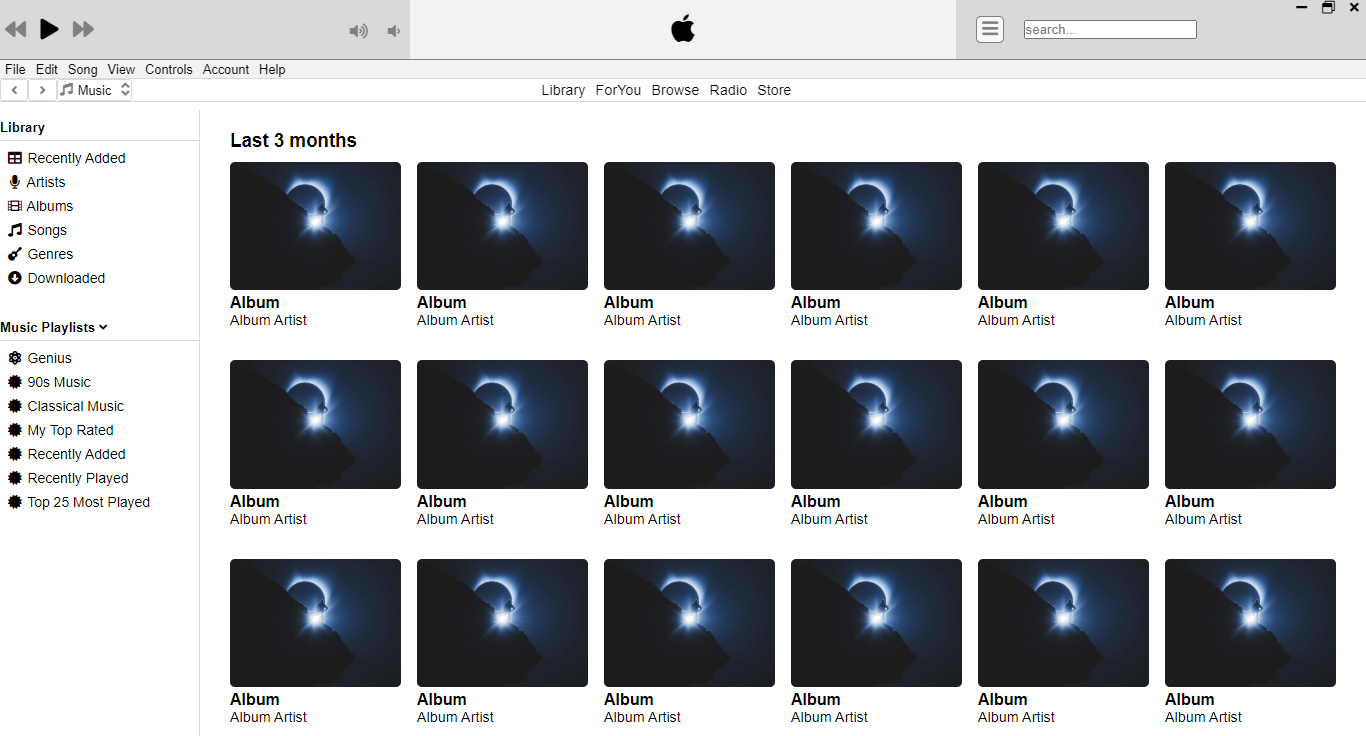 search...
File Edit Song View Controls Account Help
Music
Library ForYou Browse Radio Store
Library
Recently Added
Artists
Albums
Songs
Genres
Downloaded
Music Playlists
Genius
90s Music
Classical Music
My Top Rated
Recently Added
Recently Played
Top 25 Most Played
Last 3 months
Album Album Album Album Album Album
Album Artist Album Artist Album Artist Album Artist Album Artist Album Artist
Album Album Album Album Album Album
Album Artist Album Artist Album Artist Album Artist Album Artist Album Artist
Album Album Album Album Album Album
Album Artist Album Artist Album Artist Album Artist Album Artist Album Artist